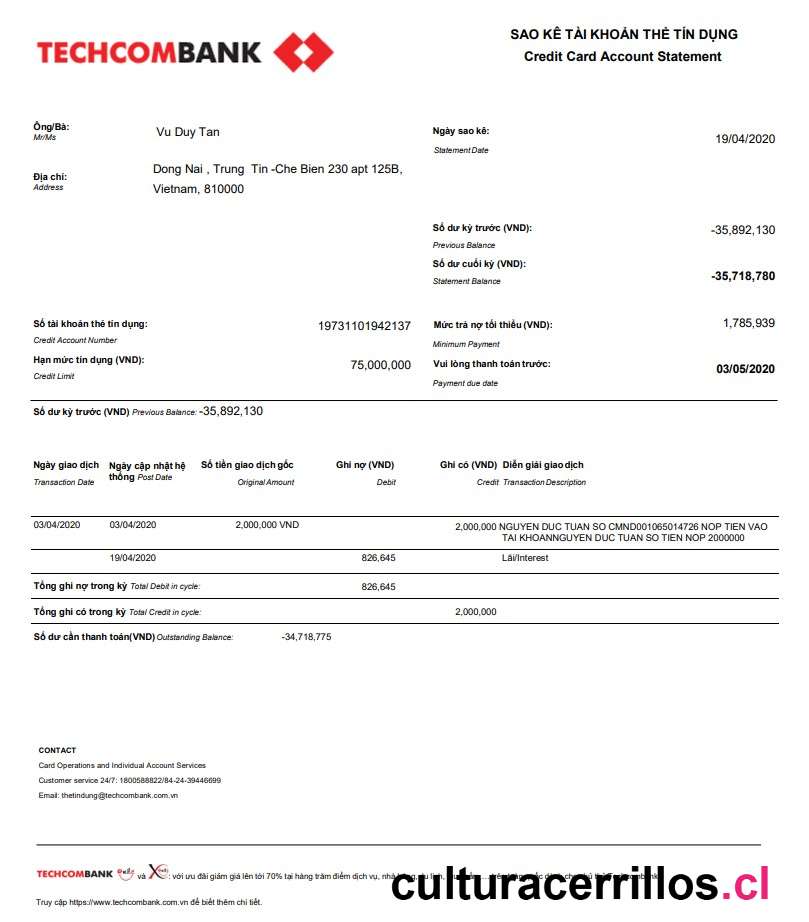 TECHCOMBANK
SAO KÊ TÀI KHOẢN THẺ TÍN DỤNG
Credit Card Account Statement
Ông/Bà:
Mr/Ms
Vu Duy Tan
Ngày sao kê:
Statement Date
19/04/2020
Địa chỉ:
Address
Dong Nai , Trung Tin -Che Bien 230 apt 125B,
Vietnam, 810000
Số dư kỳ trước (VND):
Previous Balance
-35,892,130
Số dư cuối kỳ (VND):
Statement Balance
-35,718,780
Số tài khoản thẻ tín dụng:
Credit Account Number
19731101942137
Mức trả nợ tối thiểu (VND):
Minimum Payment
1,785,939
Hạn mức tín dụng (VND):
Credit Limit
75,000,000
Vui lòng thanh toán trước:
Payment due date
03/05/2020
Số dư kỳ trước (VND) Previous Balance: -35,892,130
Ngày giao dịch Ngày cập nhật hệ Số tiền giao dịch gốc Ghi nợ (VND) Ghi có (VND) Diễn giải giao dịch
Transaction Date thống Post Date Original Amount Debit Credit Transaction Description
03/04/2020 03/04/2020 2,000,000 VND 2,000,000 NGUYEN DUC TUAN SO CMND001065014726 NOP TIEN VAO
TAI KHOANNGUYEN DUC TUAN SO TIEN NOP 2000000
19/04/2020 826,645 Lãi/Interest
Tổng ghi nợ trong kỳ Total Debit in cycle: 826,645
Tổng ghi có trong kỳ Total Credit in cycle: 2,000,000
Số dư cần thanh toán(VND) Outstanding Balance: -34,718,775
CONTACT
Card Operations and Individual Account Services
Customer service 24/7: 1800588822/84-24-39446699
Email: thetindung@techcombank.com.vn
TECHCOMBANK và : với ưu đãi giảm giá lên tới 70% tại hàng trăm điểm dịch vụ, nhà
culturacerrillos.cl
Truy cập https://www.techcombank.com.vn để biết thêm chi tiết.